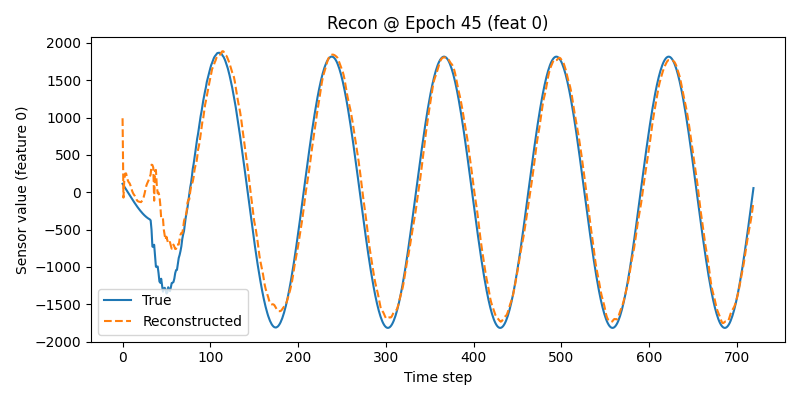 Recon @ Epoch 45 (feat 0)
Sensor value (feature 0)
2000
1500
1000
500
0
−500
−1000
−1500
−2000
True
Reconstructed
0 100 200 300 400 500 600 700
Time step